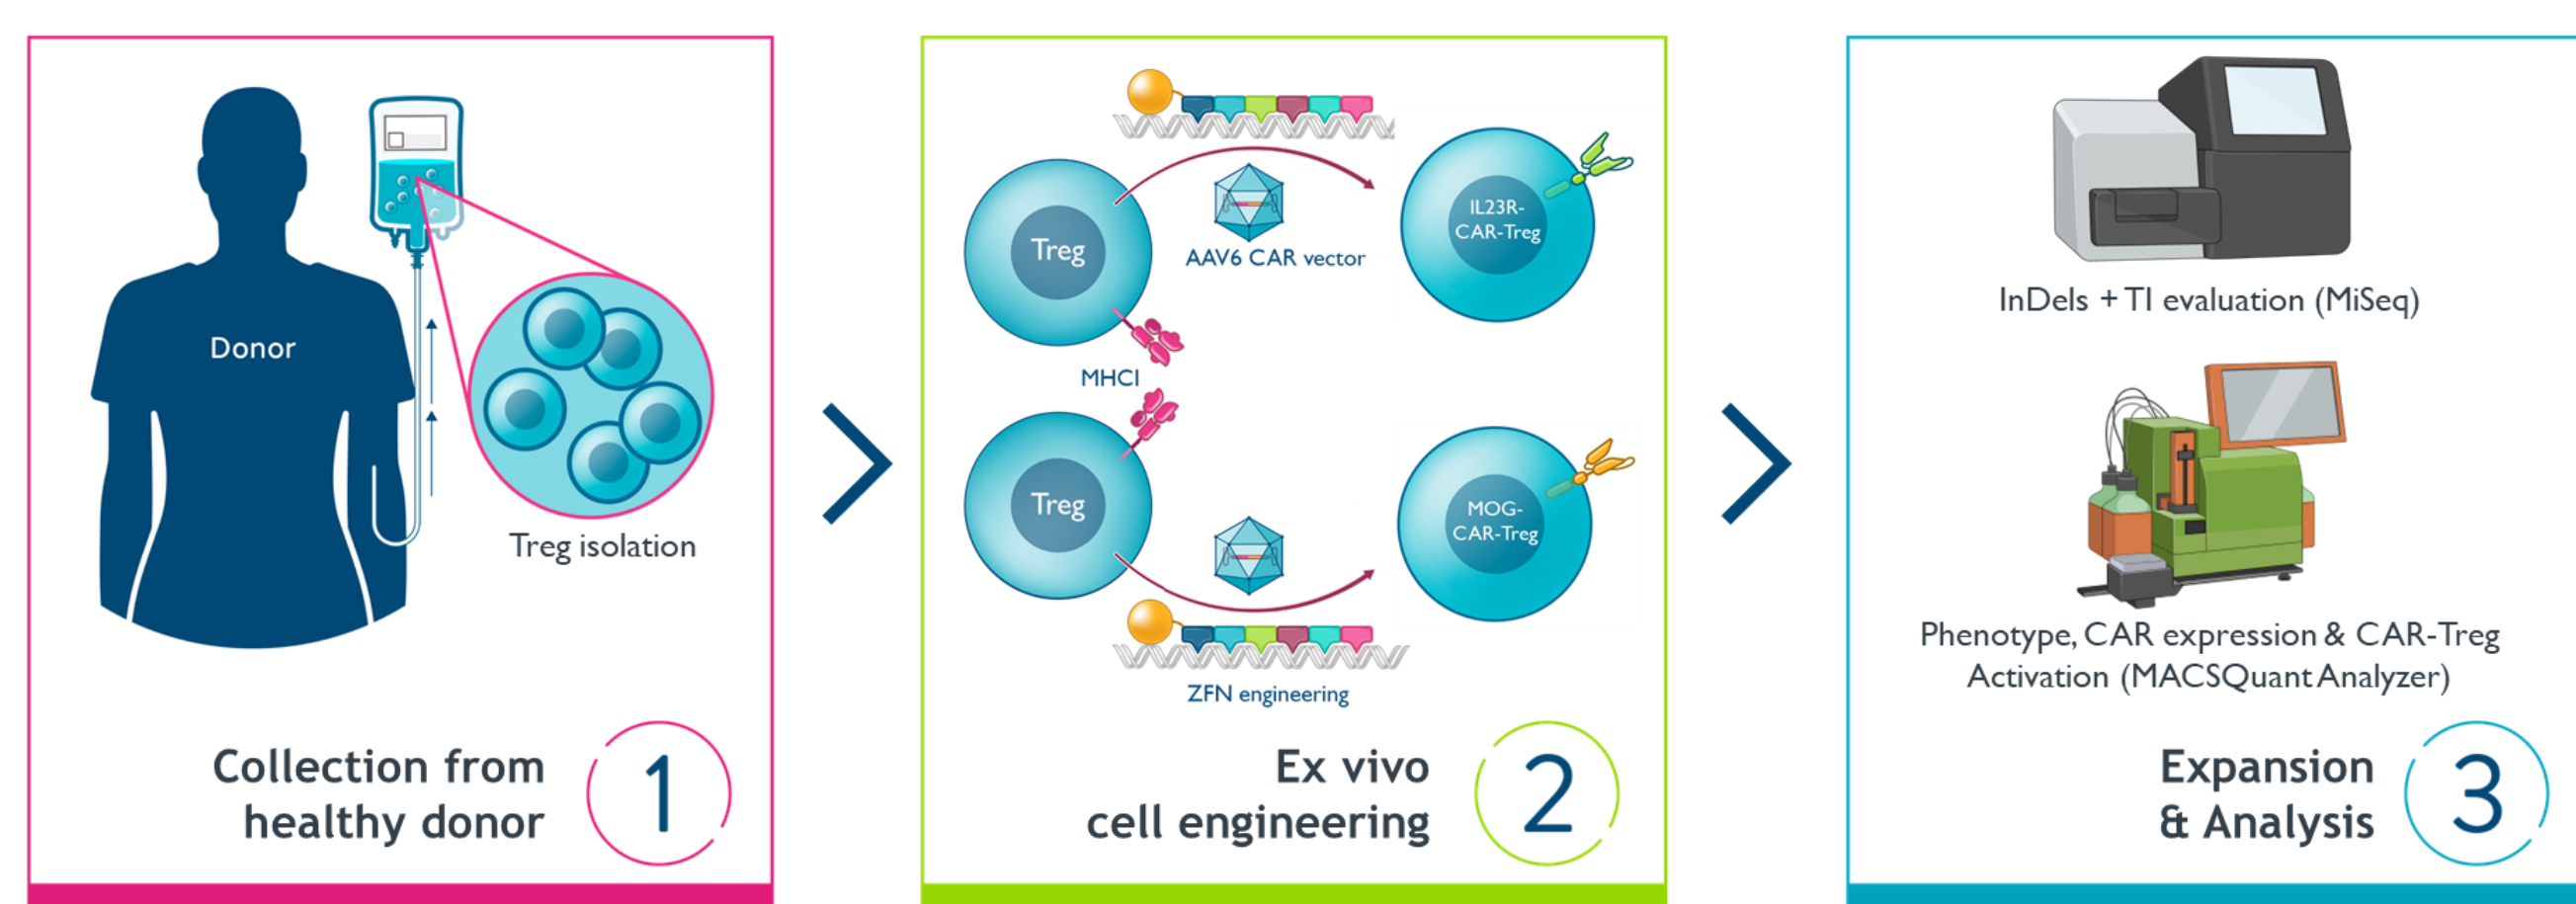 Donor
Treg isolation
Collection from
healthy donor
1
Treg
AAV6 CAR vector
IL23R-
CAR-Treg
MHCI
Treg
MOG-
CAR-Treg
ZFN engineering
Ex vivo
cell engineering
2
InDels + TI evaluation (MiSeq)
Phenotype, CAR expression & CAR-Treg
Activation (MACSQuant Analyzer)
Expansion
& Analysis
3